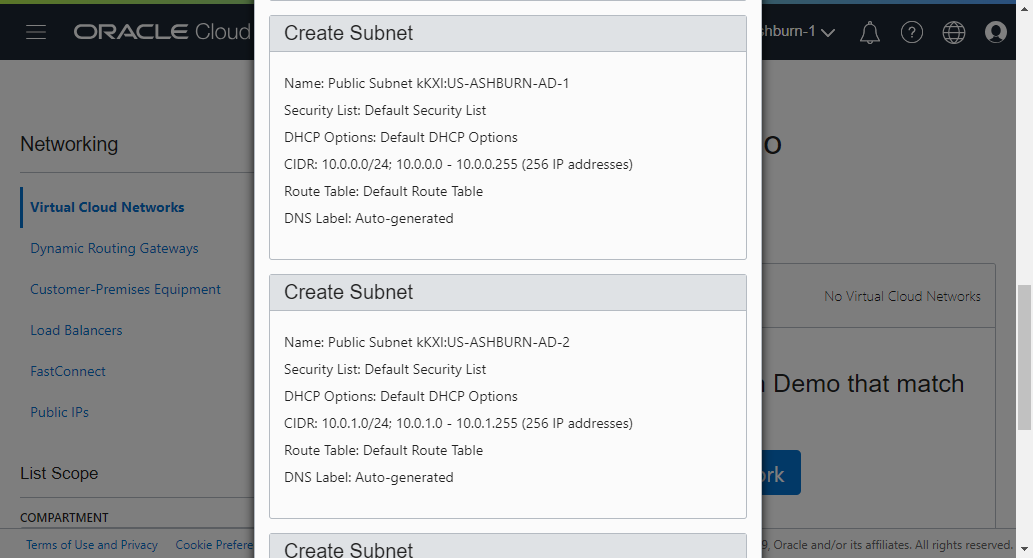 ORACLE Cloud
Networking
Virtual Cloud Networks
Dynamic Routing Gateways
Customer-Premises Equipment
Load Balancers
FastConnect
Public IPs
List Scope
COMPARTMENT
Terms of Use and Privacy
Create Subnet
Name: Public Subnet kKXI:US-ASHBURN-AD-1
Security List: Default Security List
DHCP Options: Default DHCP Options
CIDR: 10.0.0.0/24; 10.0.0.0 - 10.0.0.255 (256 IP addresses)
Route Table: Default Route Table
DNS Label: Auto-generated
Create Subnet
Name: Public Subnet kKXI:US-ASHBURN-AD-2
Security List: Default Security List
DHCP Options: Default DHCP Options
CIDR: 10.0.1.0/24; 10.0.1.0 - 10.0.1.255 (256 IP addresses)
Route Table: Default Route Table
DNS Label: Auto-generated
Create Subnet
No Virtual Cloud Networks
Demo that match
Oracle and/or its affiliates. All rights reserved.